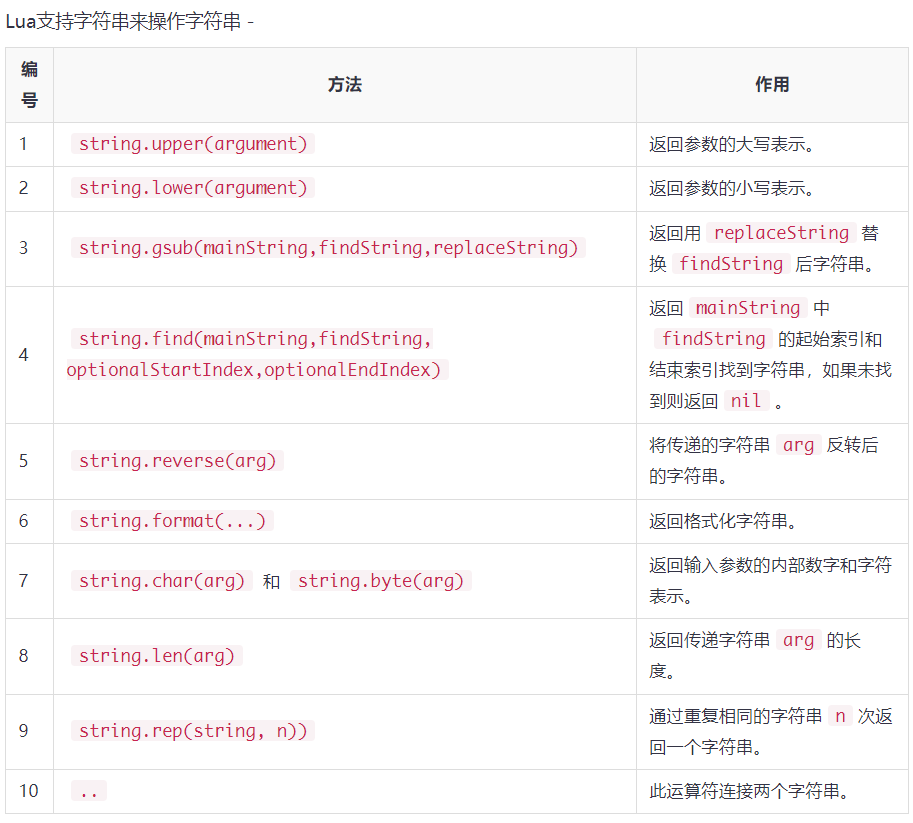 Lua支持字符串来操作字符串 -
编
号
方法
作用
1
string.upper(argument)
返回参数的大写表示。
2
string.lower(argument)
返回参数的小写表示。
3
string.gsub(mainString,findString,replaceString)
返回用 replaceString 替
换 findString 后字符串。
4
string.find(mainString,findString,
optionalStartIndex,optionalEndIndex)
返回 mainString 中
findString 的起始索引和
结束索引找到字符串，如果未找
到则返回 nil 。
5
string.reverse(arg)
将传递的字符串 arg 反转后
的字符串。
6
string.format(...)
返回格式化字符串。
7
string.char(arg) 和 string.byte(arg)
返回输入参数的内部数字和字符
表示。
8
string.len(arg)
返回传递字符串 arg 的长
度。
9
string.rep(string, n))
通过重复相同的字符串 n 次返
回一个字符串。
10
..
此运算符连接两个字符串。